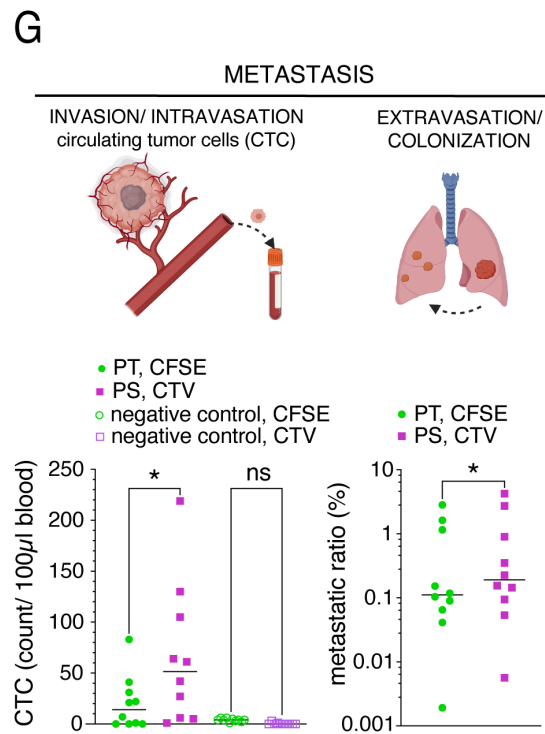 G
METASTASIS
INVASION/ INTRAVASATION
circulating tumor cells (CTC)
EXTRAVASATION/
COLONIZATION
PT, CFSE
PS, CTV
negative control, CFSE
negative control, CTV
PT, CFSE
PS, CTV
CTC (count/ 100µl blood)
250
200
150
100
50
0
*
ns
metastatic ratio (%)
10
1
0.1
0.01
0.001
*